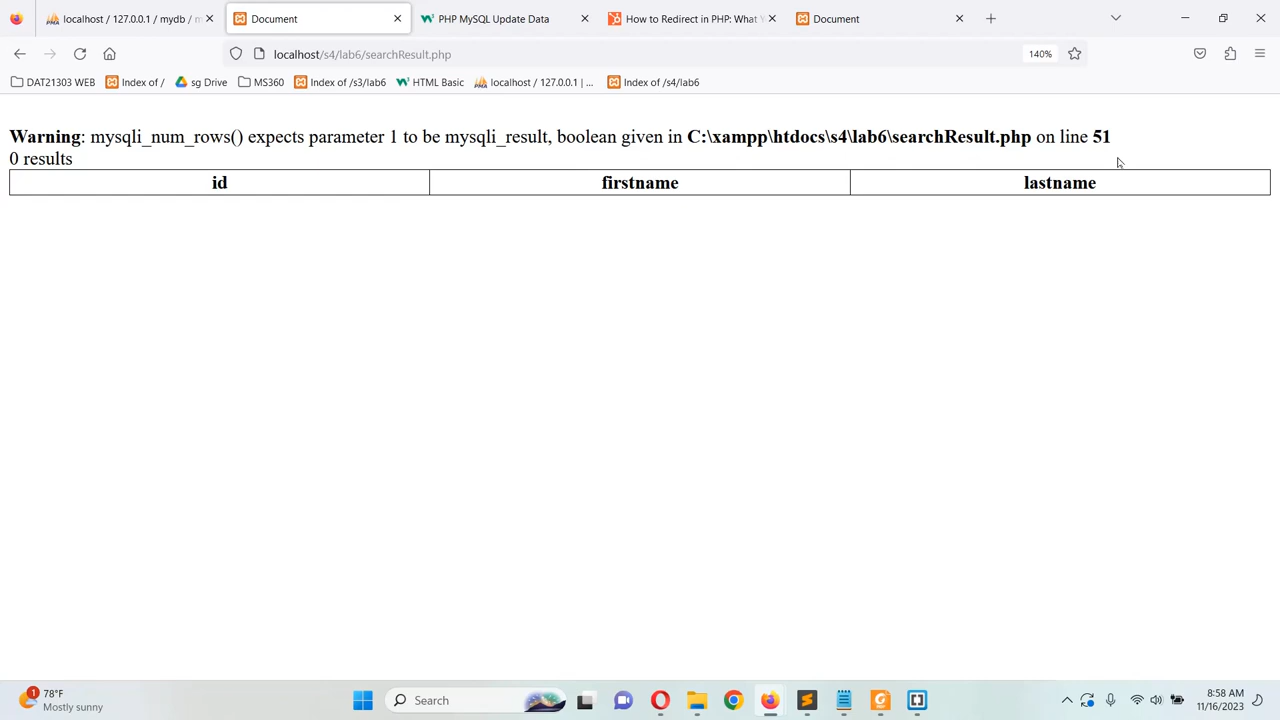 localhost / 127.0.0.1 / mydb / m
Document
PHP MySQL Update Data
How to Redirect in PHP: What Y
Document
localhost/s4/lab6/searchResult.php
140%
DAT21303 WEB
Index of /
sg Drive
MS360
Index of /s3/lab6
HTML Basic
localhost / 127.0.0.1 | ...
Index of /s4/lab6
Warning: mysqli_num_rows() expects parameter 1 to be mysqli_result, boolean given in C:\xampp\htdocs\s4\lab6\searchResult.php on line 51
0 results
id firstname lastname
1
78°F
Mostly sunny
Search
8:58 AM
11/16/2023